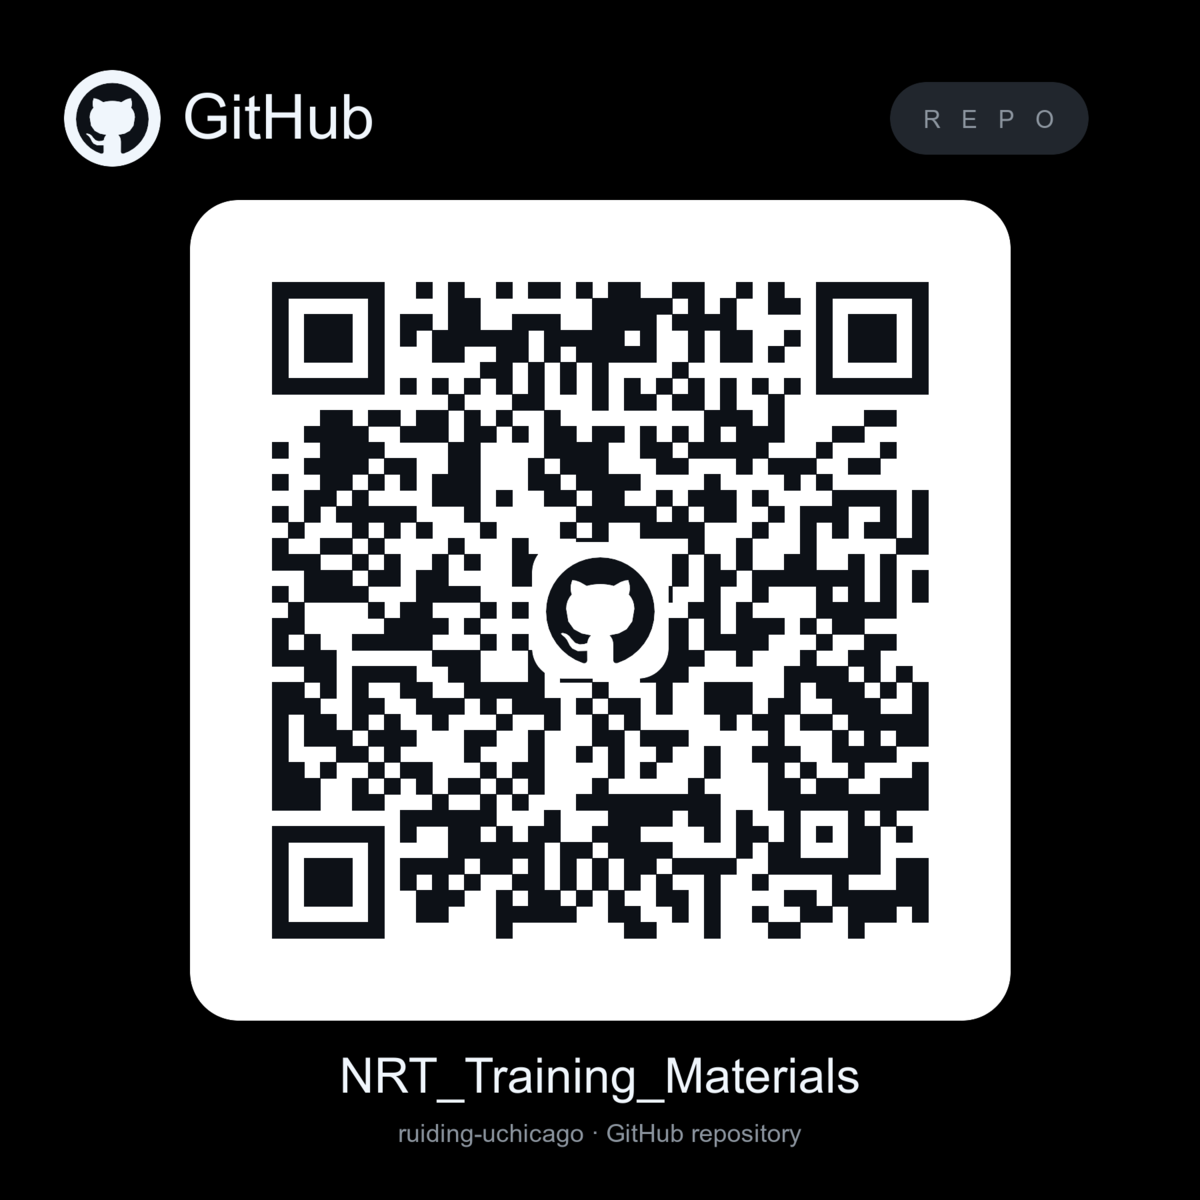 GitHub
REPO
NRT_Training_Materials
ruiding-uchicago · GitHub repository